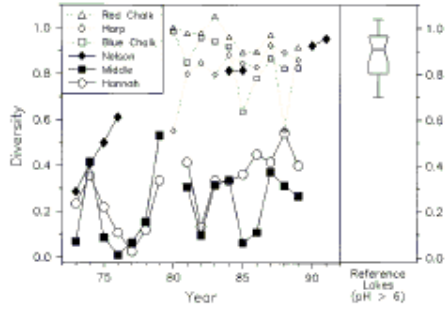 Red Chalk
Harp
Blue Chalk
Nelson
Middle
Hannah
1.0
0.8
0.6
0.4
0.2
0.0
Diversity
75
80
85
90
Year
1.0
0.8
0.6
0.4
0.2
0.0
Reference
Lakes
(pH > 6)